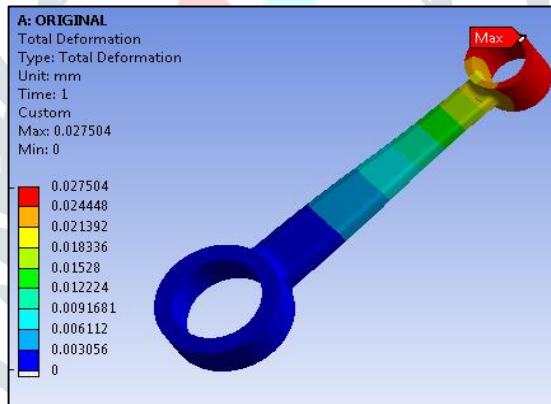 A: ORIGINAL
Total Deformation
Type: Total Deformation
Unit: mm
Time: 1
Custom
Max: 0.027504
Min: 0
Max
0.027504
0.024448
0.021392
0.018336
0.01528
0.012224
0.0091681
0.006112
0.003056
0